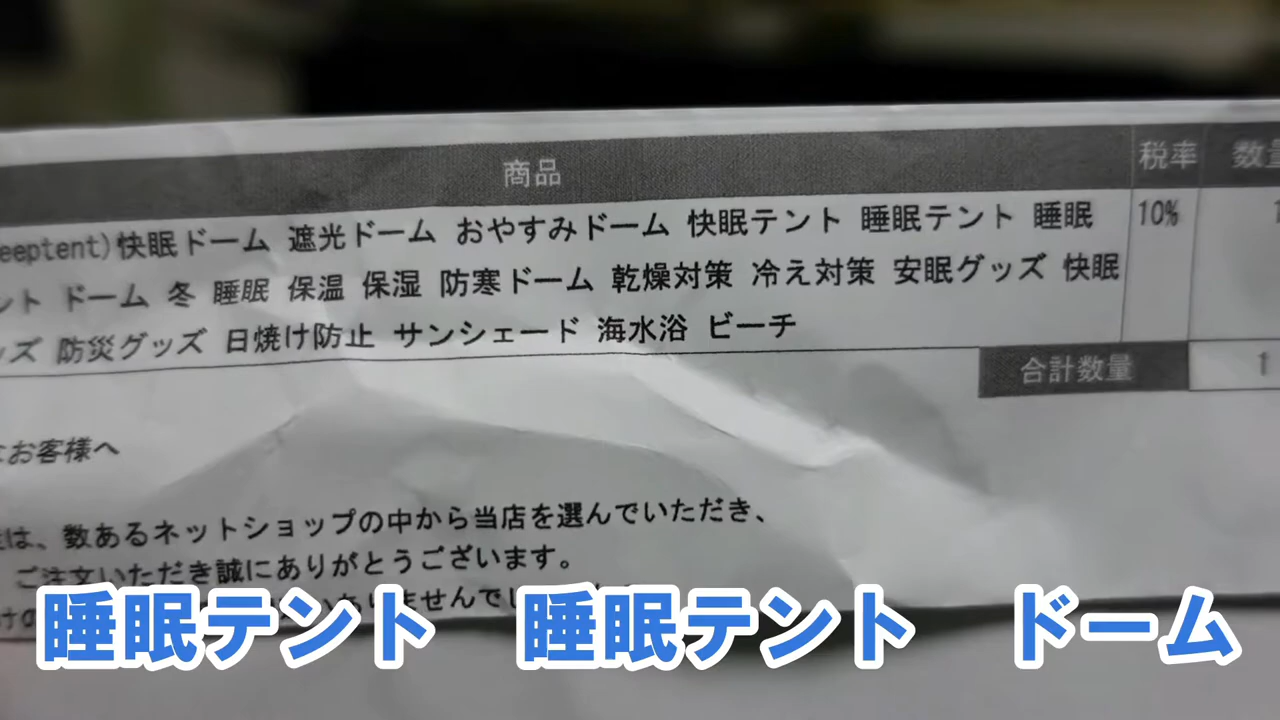 商品 税率 数量
eeptent)快眠ドーム 遮光ドーム おやすみドーム 快眠テント 睡眠テント 睡眠 10% 1
ント ドーム 冬 睡眠 保温 保湿 防寒ドーム 乾燥対策 冷え対策 安眠グッズ 快眠
ッズ 防災グッズ 日焼け防止 サンシェード 海水浴 ビーチ
合計数量 1
お客様へ
は、数あるネットショップの中から当店を選んでいただき、
ご注文いただき誠にありがとうございます。
ませんでし
睡眠テント 睡眠テント ドーム